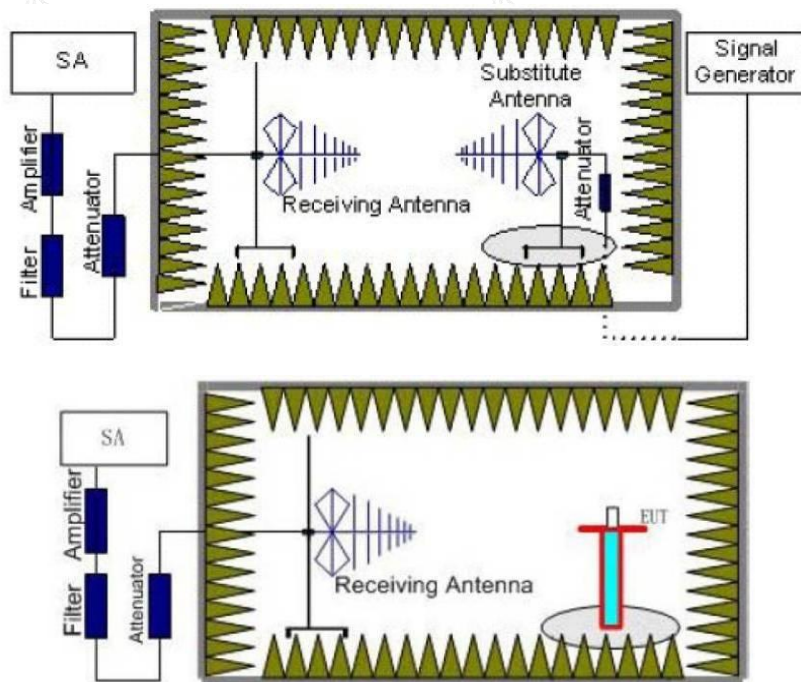 SA
Signal
Generator
Substitute
Antenna
Amplifier
Attenuator
Attenuator
Receiving Antenna
Filter
SA
EUT
Amplifier
Receiving Antenna
Filter
Attenuator